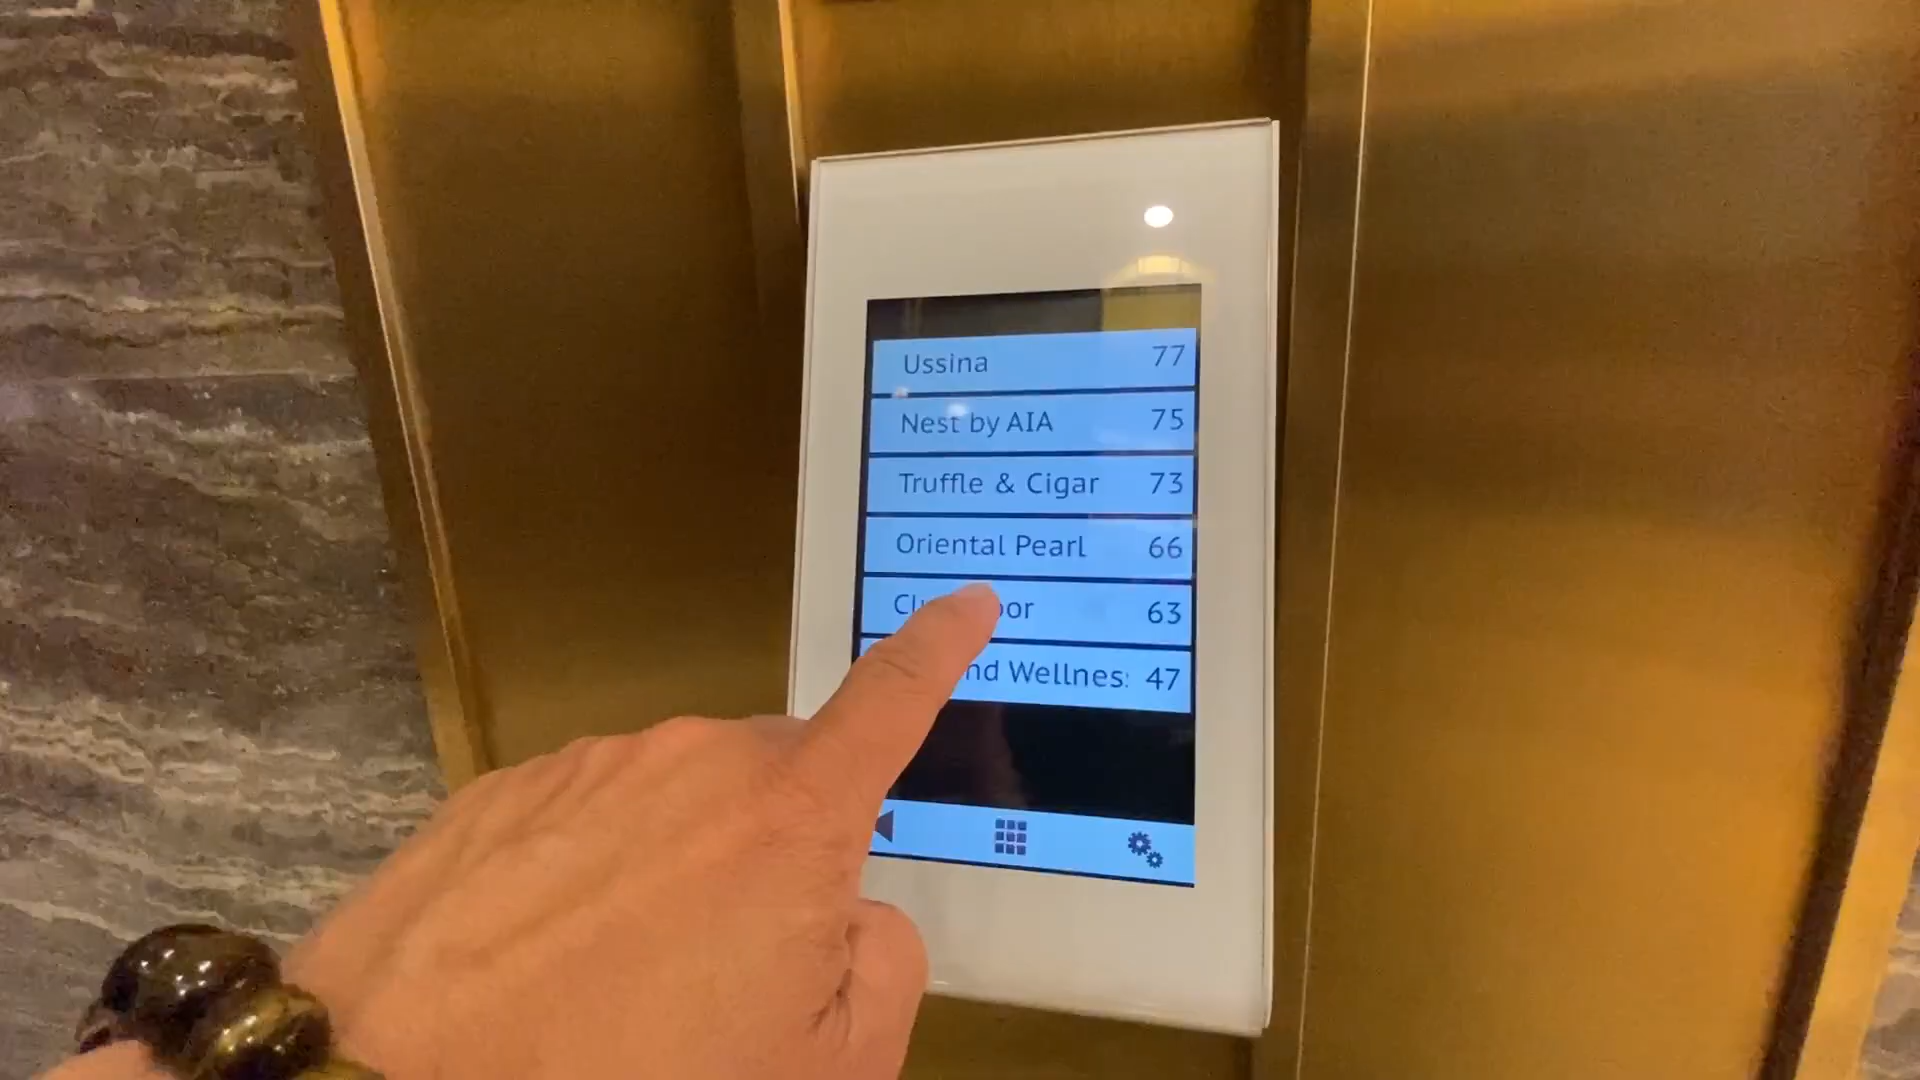 Ussina 77
Nest by AIA 75
Truffle & Cigar 73
Oriental Pearl 66
63
Wellnes 47